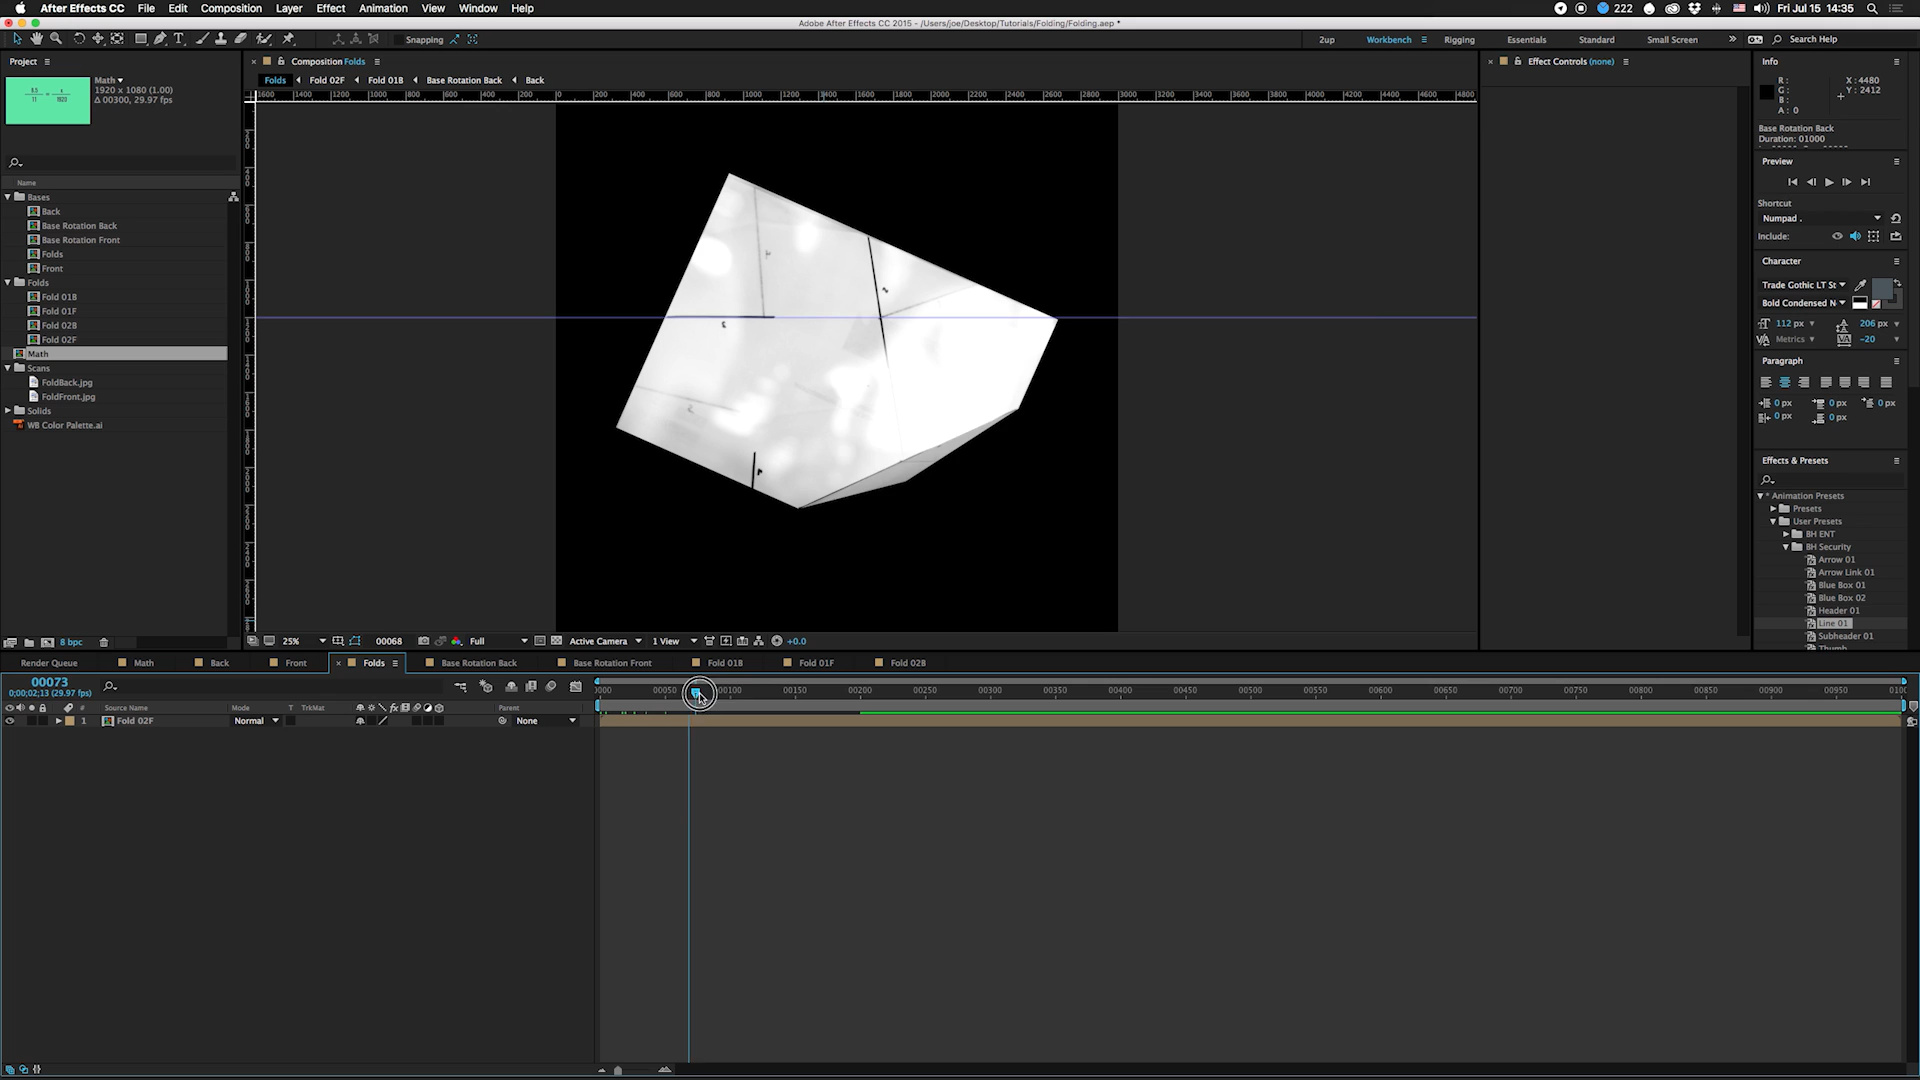 After Effects CC File Edit Composition Layer Effect Animation View Window Help 222 Fri Jul 15 14:35
Adobe After Effects CC 2015 - /Users/joe/Desktop/Tutorials/Folding/Folding.aep *
Snapping 2up Workbench Rigging Essentials Standard Small Screen Search Help
Project
Math
1920 x 1080 (1.00)
Δ 00300, 29.97 fps
8.5 = x
11 1920
Name
Bases
Back
Base Rotation Back
Base Rotation Front
Folds
Front
Folds
Fold 01B
Fold 01F
Fold 02B
Fold 02F
Math
Scans
FoldBack.jpg
FoldFront.jpg
Solids
WB Color Palette.ai
8 bpc
Composition Folds
Folds Fold 02F Fold 01B Base Rotation Back Back
25% 00068 Full Active Camera 1 View +0.0
Effect Controls (none)
Info
R :
G :
B :
A : 0
X : 4480
Y : 2412
Base Rotation Back
Duration: 01000
Preview
Shortcut
Numpad .
Include:
Character
Trade Gothic LT St
Bold Condensed N
112 px 206 px
Metrics -20
Paragraph
0 px 0 px 0 px
0 px 0 px
Effects & Presets
* Animation Presets
Presets
User Presets
BH ENT
BH Security
Arrow 01
Arrow Link 01
Blue Box 01
Blue Box 02
Header 01
Line 01
Subheader 01
Thumb
Render Queue Math Back Front Folds Base Rotation Back Base Rotation Front Fold 01B Fold 01F Fold 02B
00073
0;00;02;13 (29.97 fps)
0000 00050 00100 00150 00200 00250 00300 00350 00400 00450 00500 00550 00600 00650 00700 00750 00800 00850 00900 00950 0100
# Source Name Mode T TrkMat Parent
1 Fold 02F Normal None